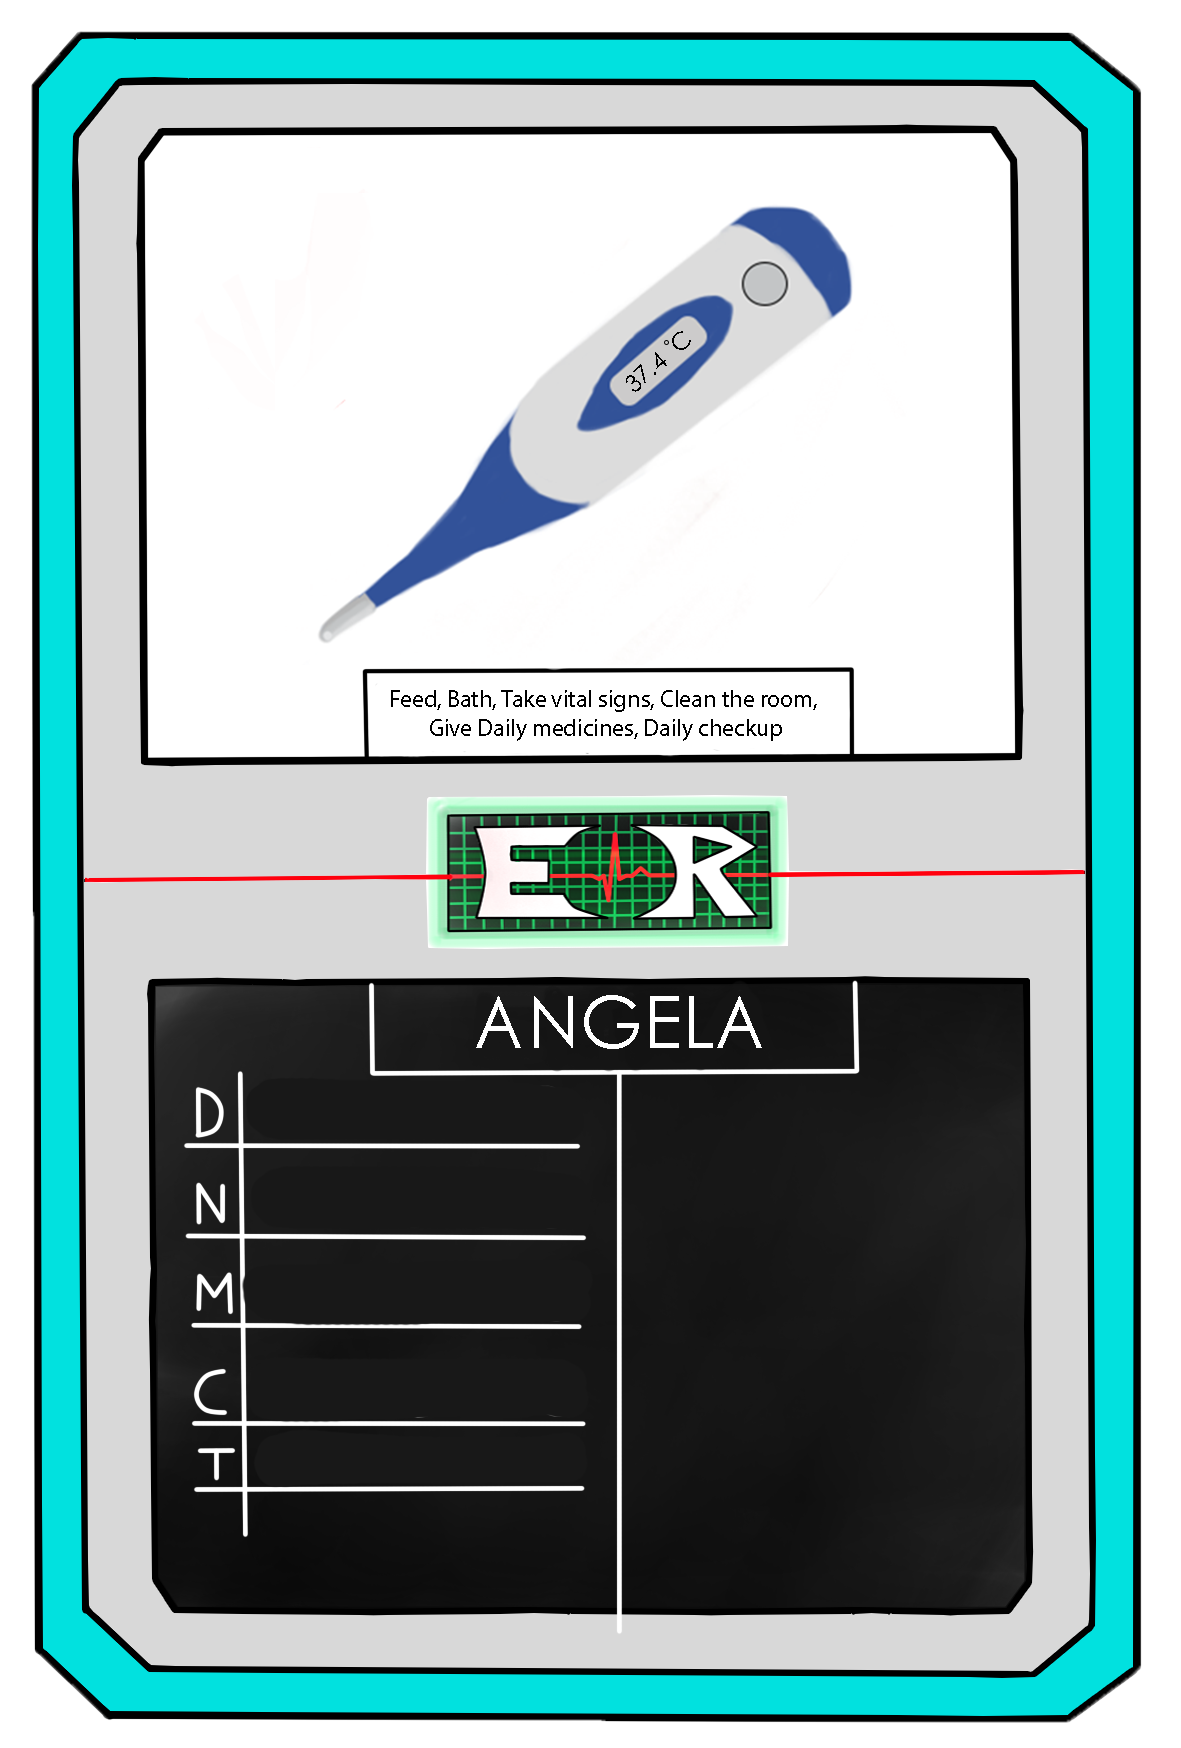 37.4 °C
Feed, Bath, Take vital signs, Clean the room,
Give Daily medicines, Daily checkup
ER
ANGELA
D
N
M
C
T